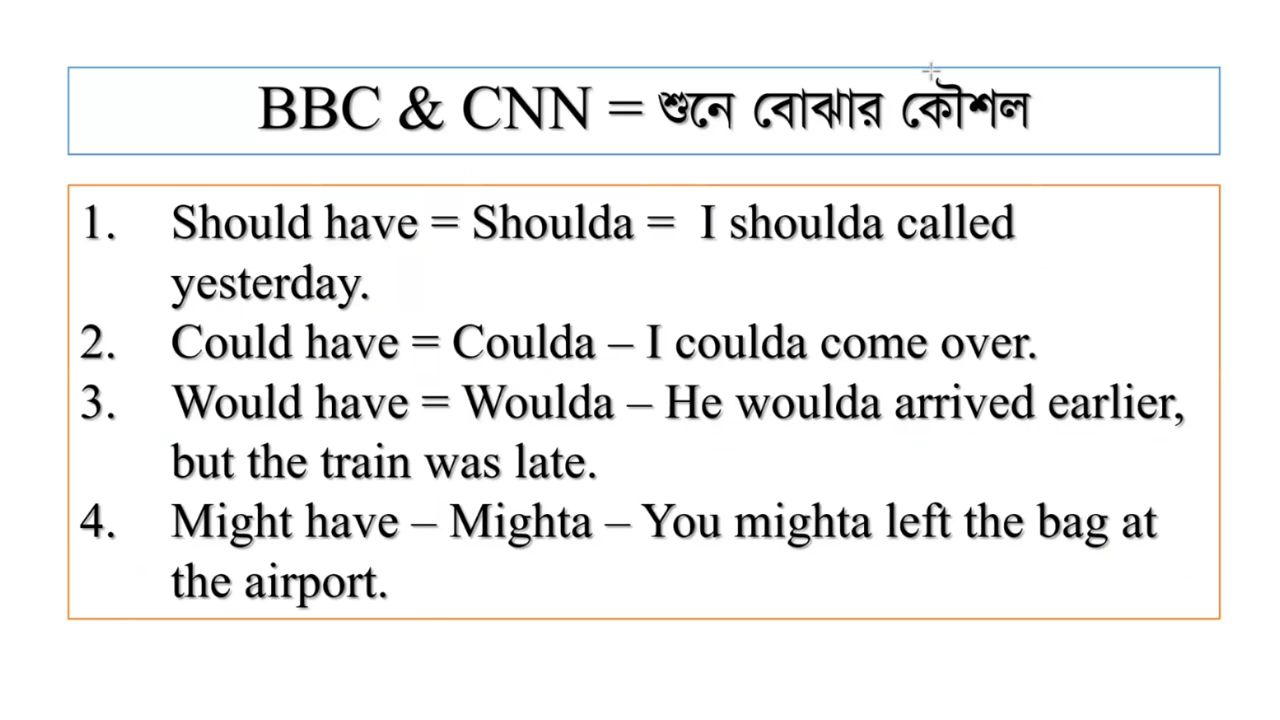 BBC & CNN = শুনে বোঝার কৌশল
1. Should have = Shoulda = I shoulda called
yesterday.
2. Could have = Coulda – I coulda come over.
3. Would have = Woulda – He woulda arrived earlier,
but the train was late.
4. Might have – Mighta – You mighta left the bag at
the airport.